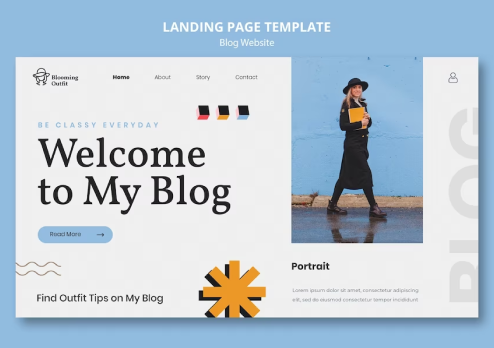 LANDING PAGE TEMPLATE
Blog Website
Blooming
Outfit
Home
About
Story
Contact
BE CLASSY EVERYDAY
Welcome
to My Blog
Read More
Find Outfit Tips on My Blog
Portrait
Lorem ipsum dolor sit amet, consectetur adipiscing
elit, sed do eiusmod tempor incididunt
BLOG